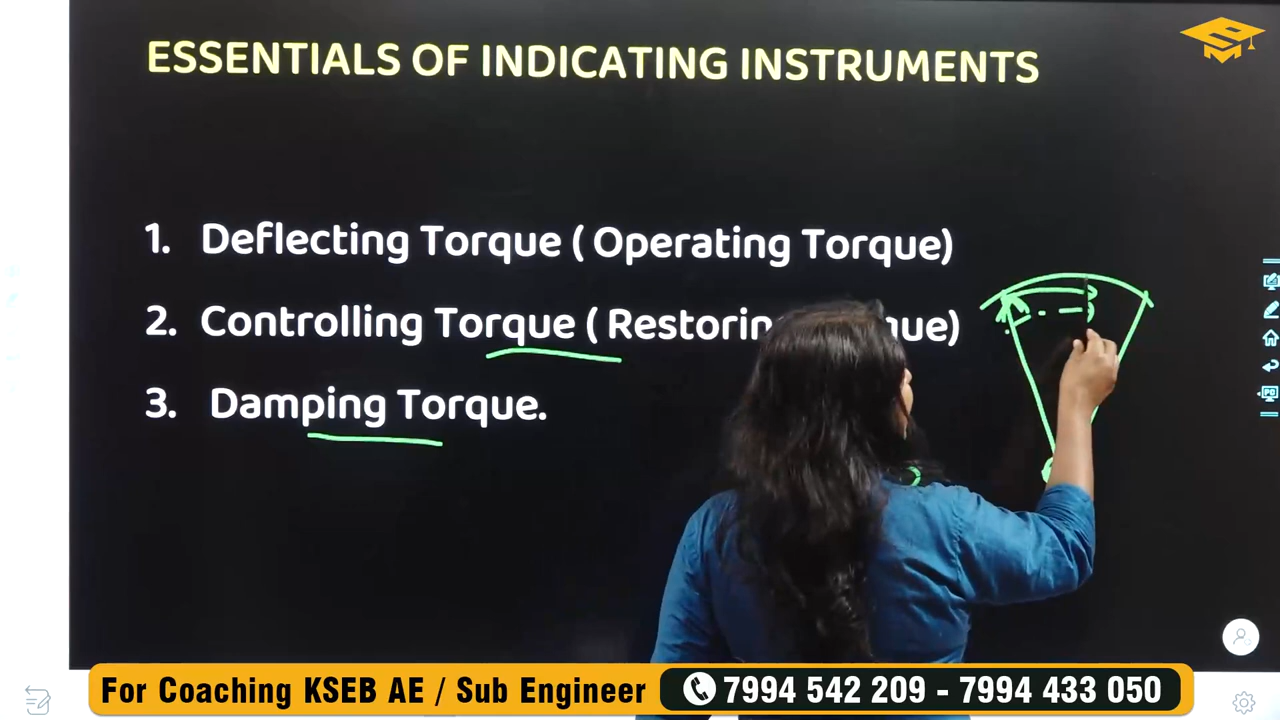 ESSENTIALS OF INDICATING INSTRUMENTS
1. Deflecting Torque ( Operating Torque)
2. Controlling Torque ( Restorin ue)
3. Damping Torque.
For Coaching KSEB AE / Sub Engineer 7994 542 209 - 7994 433 050